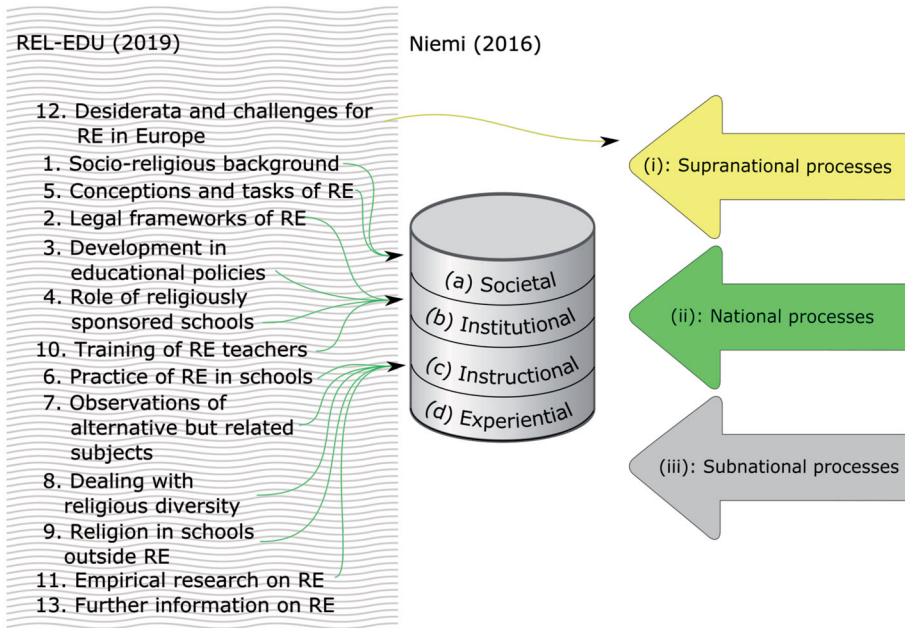 REL-EDU (2019)
Niemi (2016)
12. Desiderata and challenges for
RE in Europe
1. Socio-religious background
5. Conceptions and tasks of RE
2. Legal frameworks of RE
3. Development in
educational policies
4. Role of religiously
sponsored schools
10. Training of RE teachers
6. Practice of RE in schools
7. Observations of
alternative but related
subjects
8. Dealing with
religious diversity
9. Religion in schools
outside RE
11. Empirical research on RE
13. Further information on RE
(a) Societal
(b) Institutional
(c) Instructional
(d) Experiential
(i): Supranational processes
(ii): National processes
(iii): Subnational processes